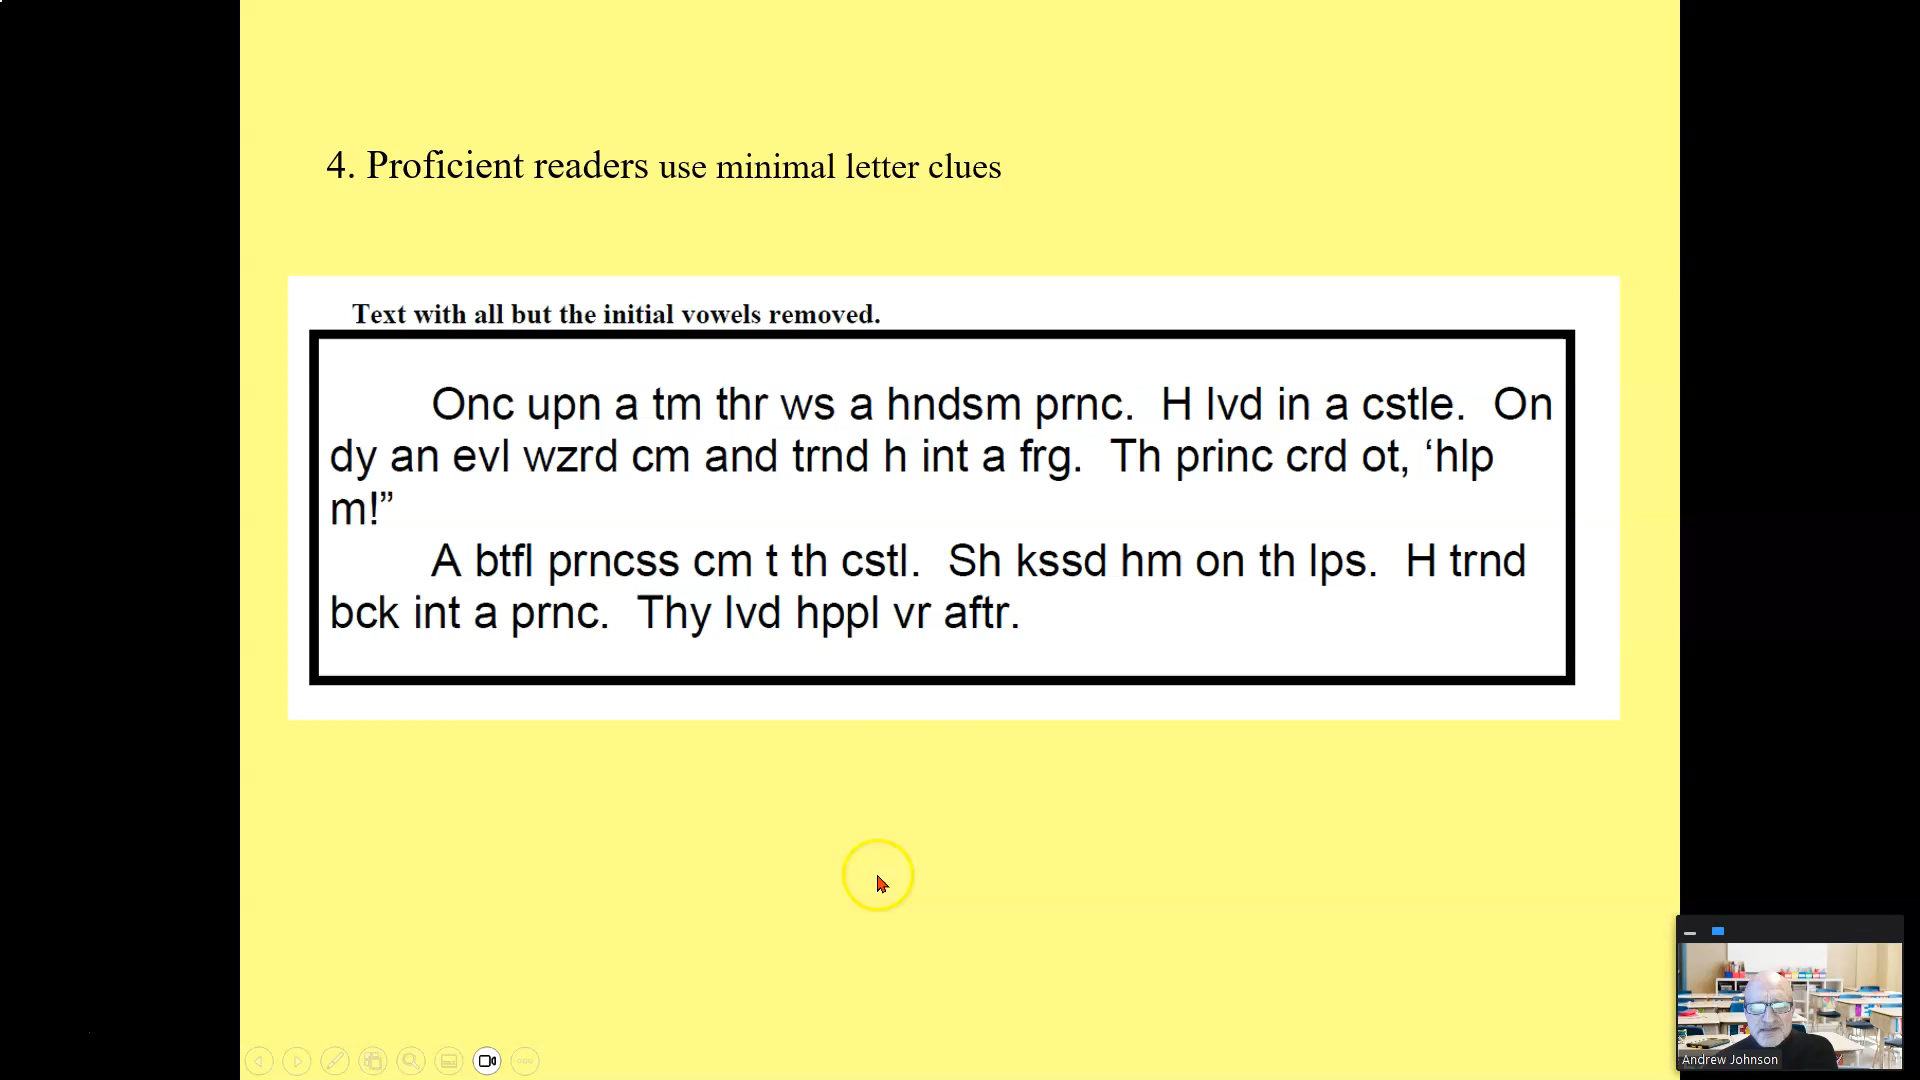 4. Proficient readers use minimal letter clues
Text with all but the initial vowels removed.
Onc upn a tm thr ws a hndsm prnc. H lvd in a cstle. On
dy an evl wzrd cm and trnd h int a frg. Th princ crd ot, ‘hlp
m!”
A btfl prncss cm t th cstl. Sh kssd hm on th lps. H trnd
bck int a prnc. Thy lvd hppl vr aftr.
Andrew Johnson